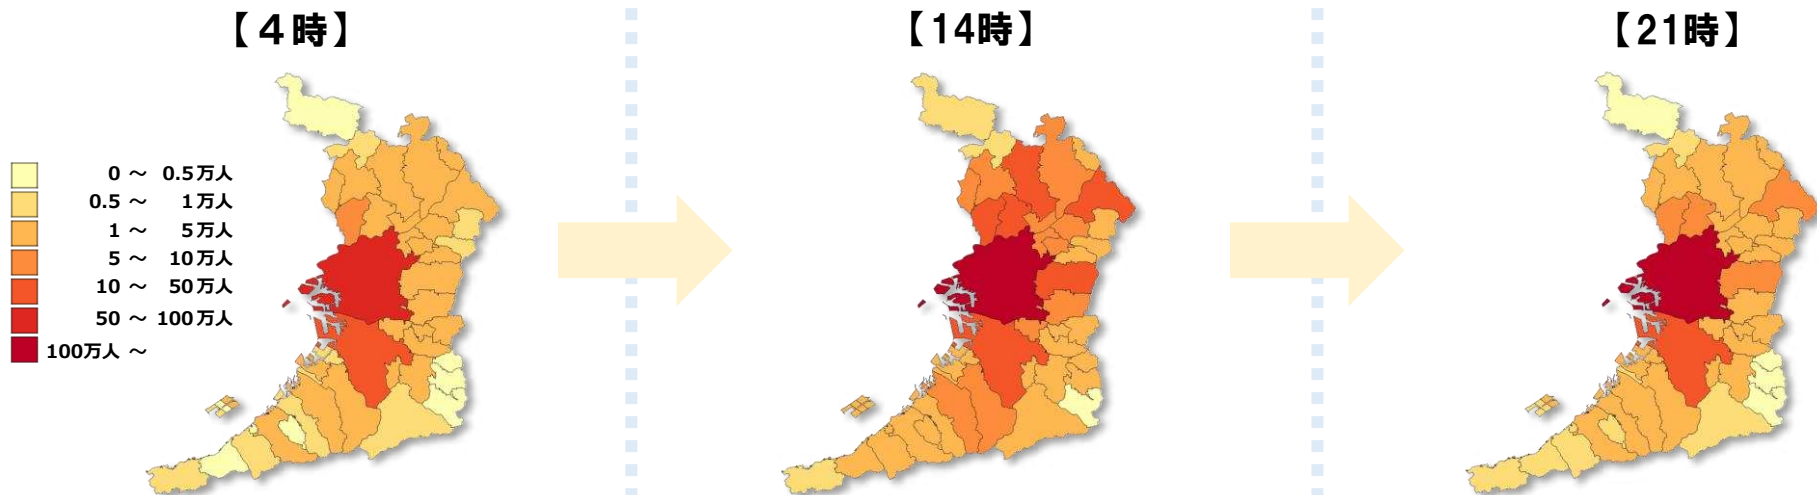 【４時】
【14時】
【21時】
0 ～ 0.5万人
0.5 ～ 1万人
1 ～ 5万人
5 ～ 10万人
10 ～ 50万人
50 ～ 100万人
100万人 ～